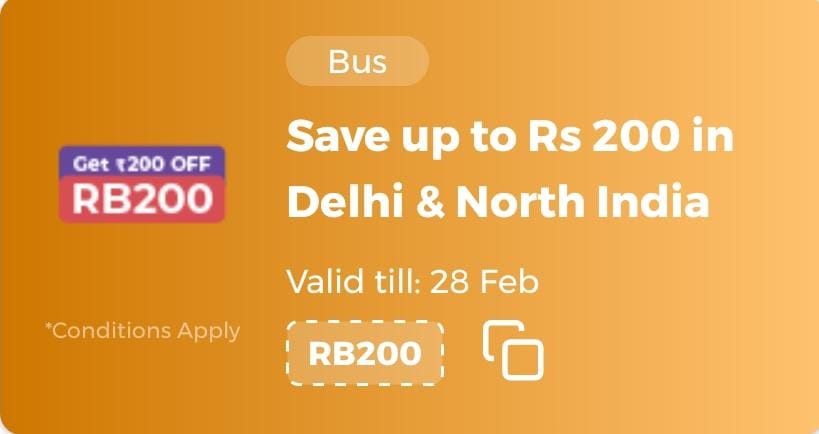 Bus
Get ₹200 OFF
RB200
Save up to Rs 200 in
Delhi & North India
Valid till: 28 Feb
*Conditions Apply
RB200